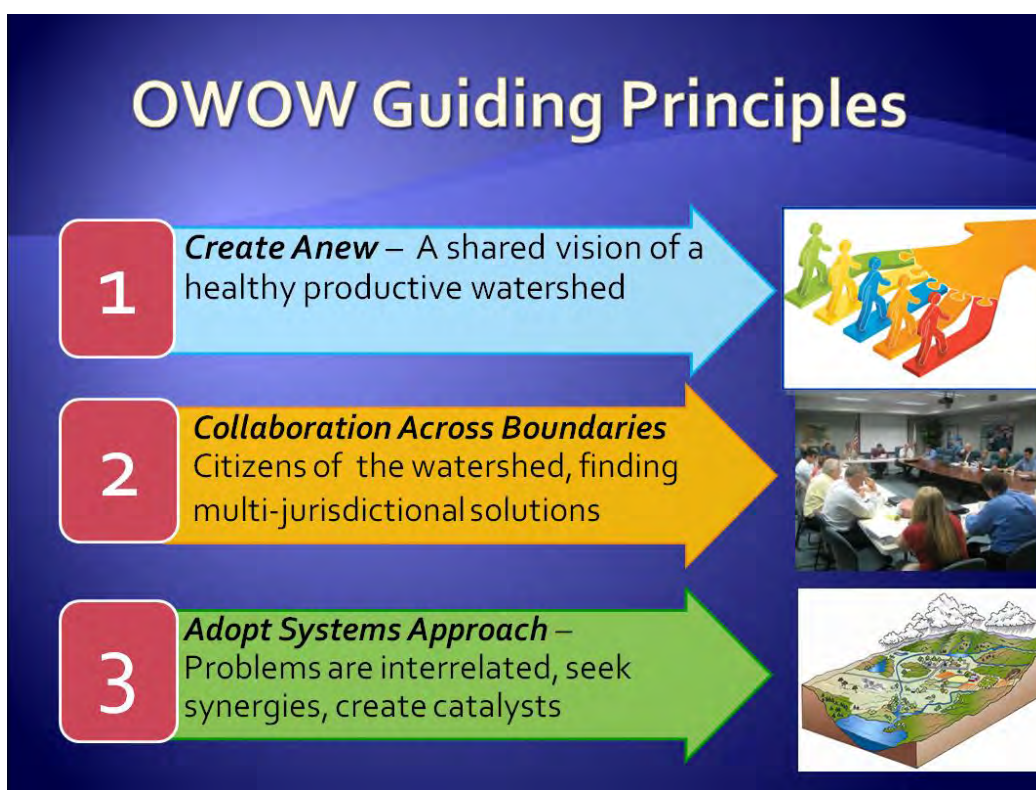 OWOW Guiding Principles
1
Create Anew – A shared vision of a
healthy productive watershed
2
Collaboration Across Boundaries
Citizens of the watershed, finding
multi-jurisdictional solutions
3
Adopt Systems Approach –
Problems are interrelated, seek
synergies, create catalysts